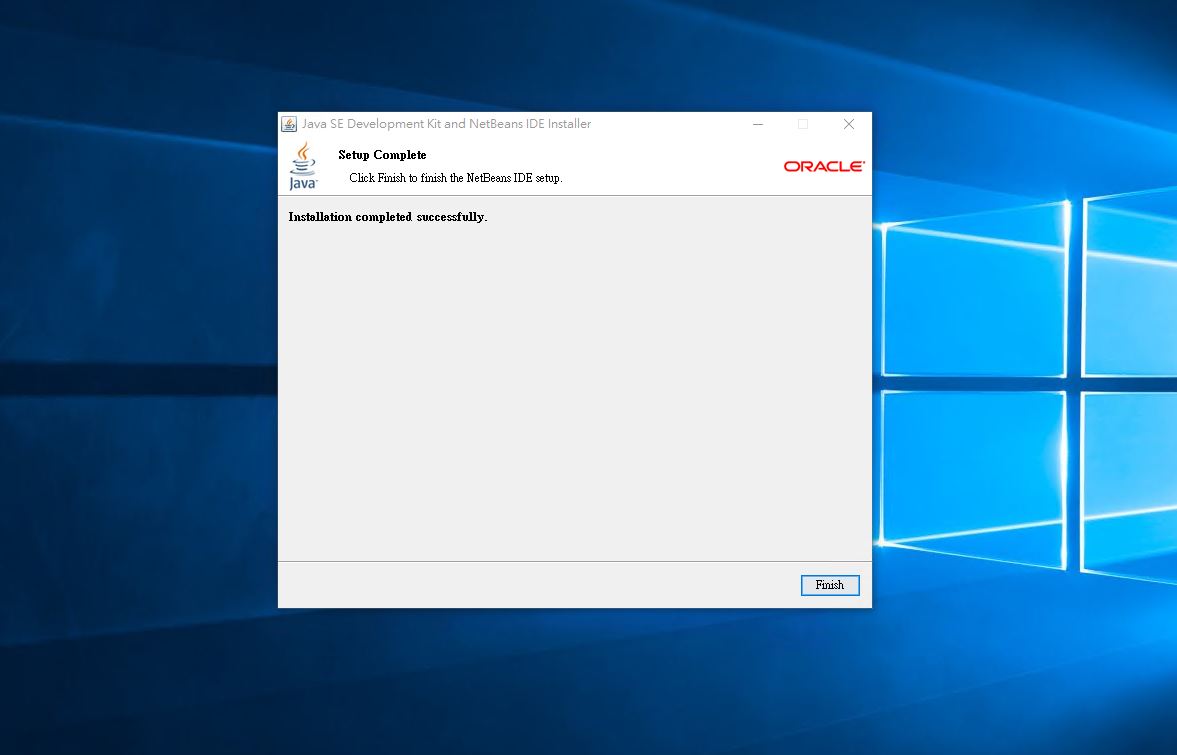 Java SE Development Kit and NetBeans IDE Installer
Setup Complete
Click Finish to finish the NetBeans IDE setup.
Java™
ORACLE®
Installation completed successfully.
Finish